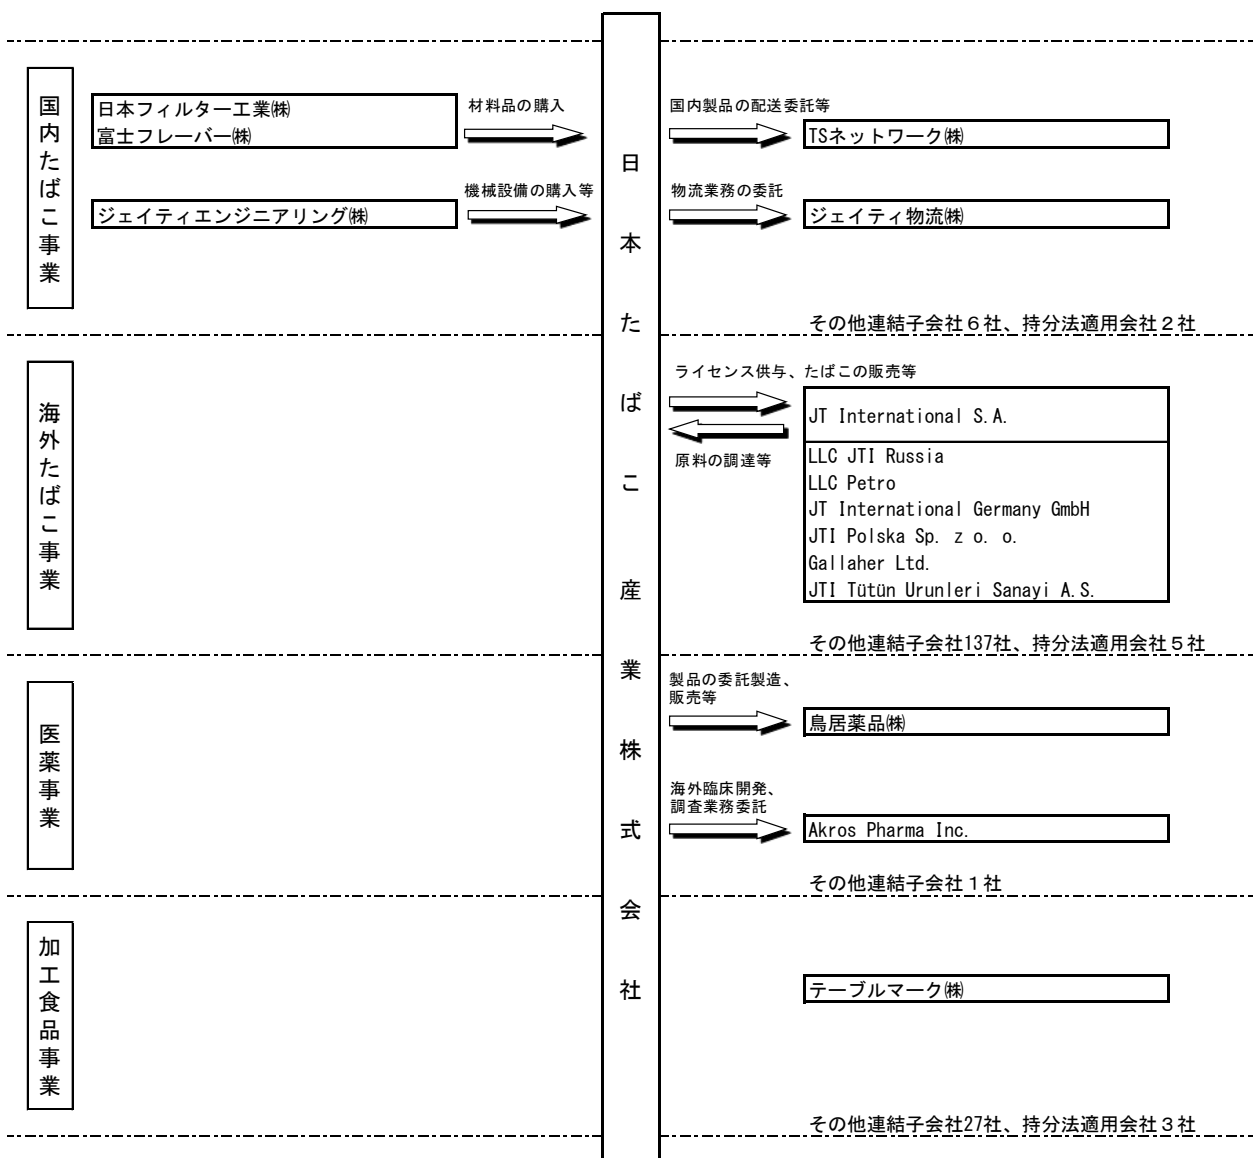 日本たばこ産業株式会社
国内たばこ事業
日本フィルター工業㈱
富士フレーバー㈱
材料品の購入
ジェイティエンジニアリング㈱
機械設備の購入等
国内製品の配送委託等
TSネットワーク㈱
物流業務の委託
ジェイティ物流㈱
その他連結子会社６社、持分法適用会社２社
海外たばこ事業
ライセンス供与、たばこの販売等
原料の調達等
JT International S.A.
LLC JTI Russia
LLC Petro
JT International Germany GmbH
JTI Polska Sp. z o. o.
Gallaher Ltd.
JTI Tütün Urunleri Sanayi A.S.
その他連結子会社137社、持分法適用会社５社
医薬事業
製品の委託製造、
販売等
鳥居薬品㈱
海外臨床開発、
調査業務委託
Akros Pharma Inc.
その他連結子会社１社
加工食品事業
テーブルマーク㈱
その他連結子会社27社、持分法適用会社３社